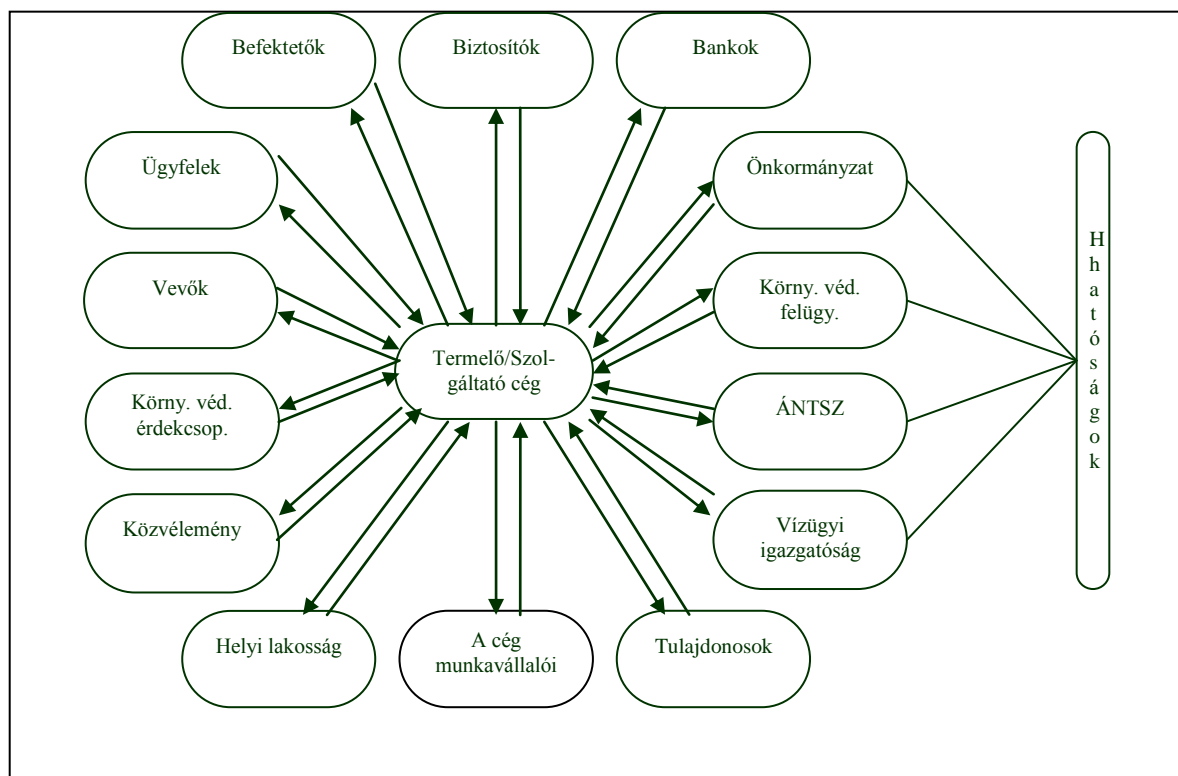 Befektetők
Biztosítók
Bankok
Ügyfelek
Önkormányzat
Vevők
Körny. véd.
felügy.
Termelő/Szol-
gáltató cég
Körny. véd.
érdekcsop.
ÁNTSZ
Közvélemény
Vízügyi
igazgatóság
Helyi lakosság
A cég
munkavállalói
Tulajdonosok
Hhatóságok